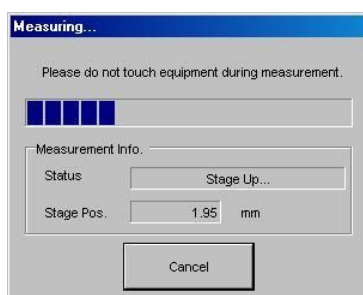 Measuring...
Please do not touch equipment during measurement.
Measurement Info.
Status Stage Up...
Stage Pos. 1.95 mm
Cancel